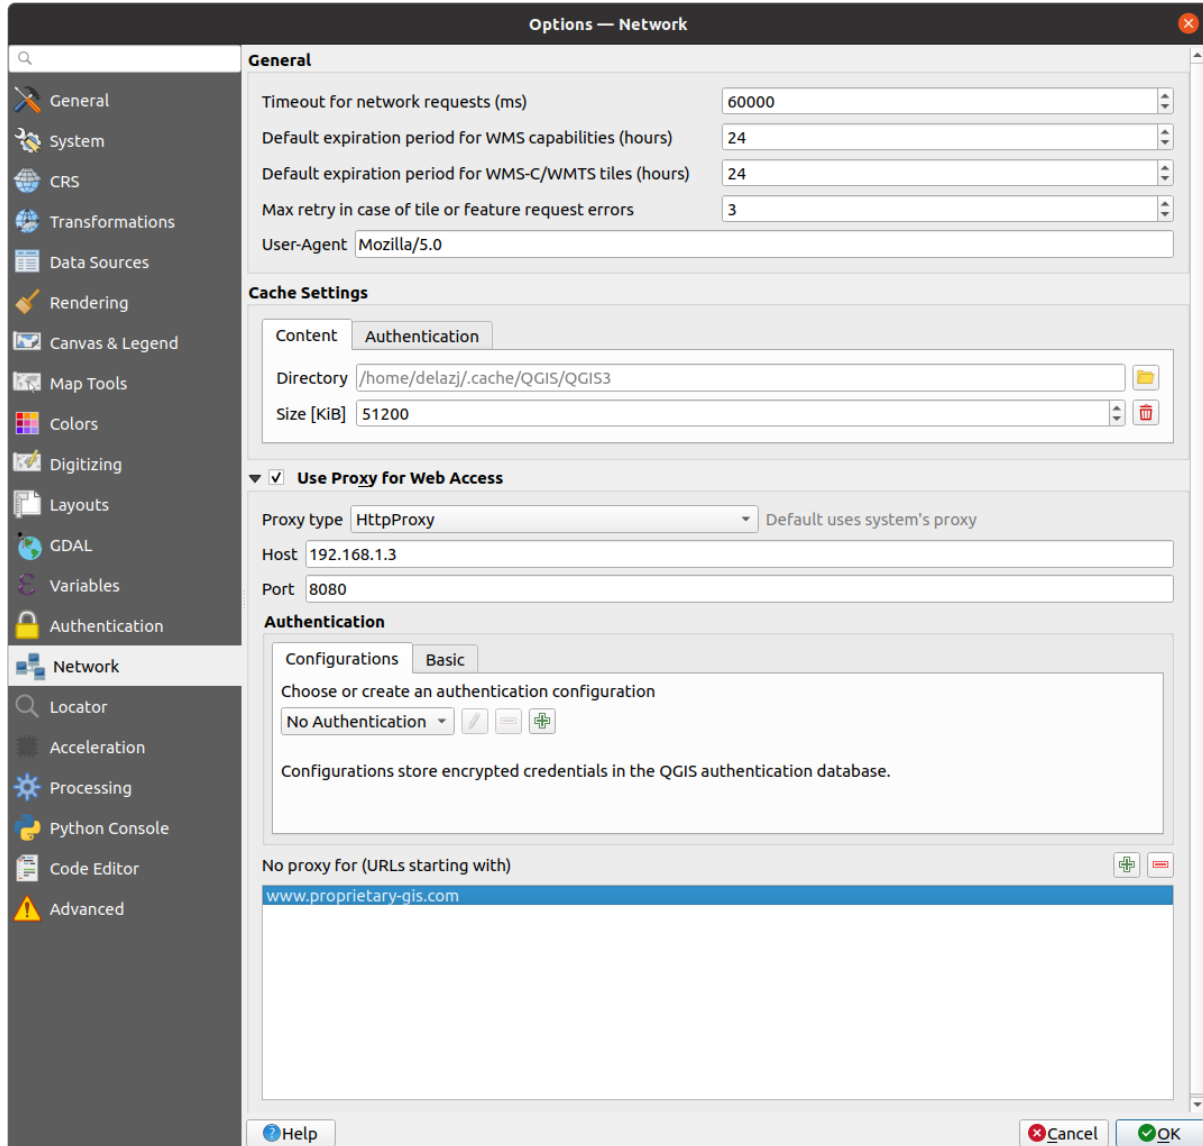 Options — Network
General
System
CRS
Transformations
Data Sources
Rendering
Canvas & Legend
Map Tools
Colors
Digitizing
Layouts
GDAL
Variables
Authentication
Network
Locator
Acceleration
Processing
Python Console
Code Editor
Advanced
General
Timeout for network requests (ms) 60000
Default expiration period for WMS capabilities (hours) 24
Default expiration period for WMS-C/WMTS tiles (hours) 24
Max retry in case of tile or feature request errors 3
User-Agent Mozilla/5.0
Cache Settings
Content Authentication
Directory /home/delazj/.cache/QGIS/QGIS3
Size [KiB] 51200
Use Proxy for Web Access
Proxy type HttpProxy Default uses system's proxy
Host 192.168.1.3
Port 8080
Authentication
Configurations Basic
Choose or create an authentication configuration
No Authentication
Configurations store encrypted credentials in the QGIS authentication database.
No proxy for (URLs starting with)
www.proprietary-gis.com
Help Cancel OK